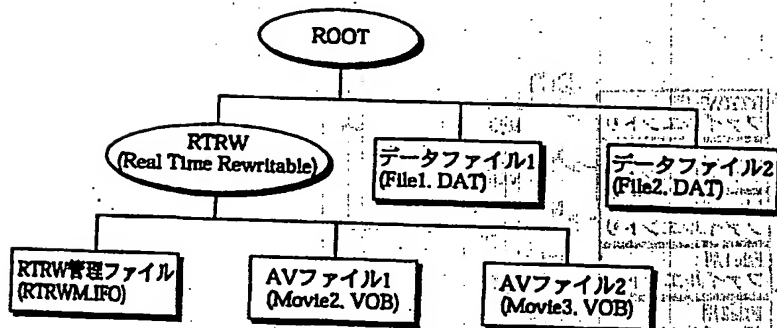 ROOT
RTRW
(Real Time Rewritable)
データファイル1
(File1. DAT)
データファイル2
(File2. DAT)
RTRW管理ファイル
(RTRWM.IFO)
AVファイル1
(Movie2. VOB)
AVファイル2
(Movie3. VOB)